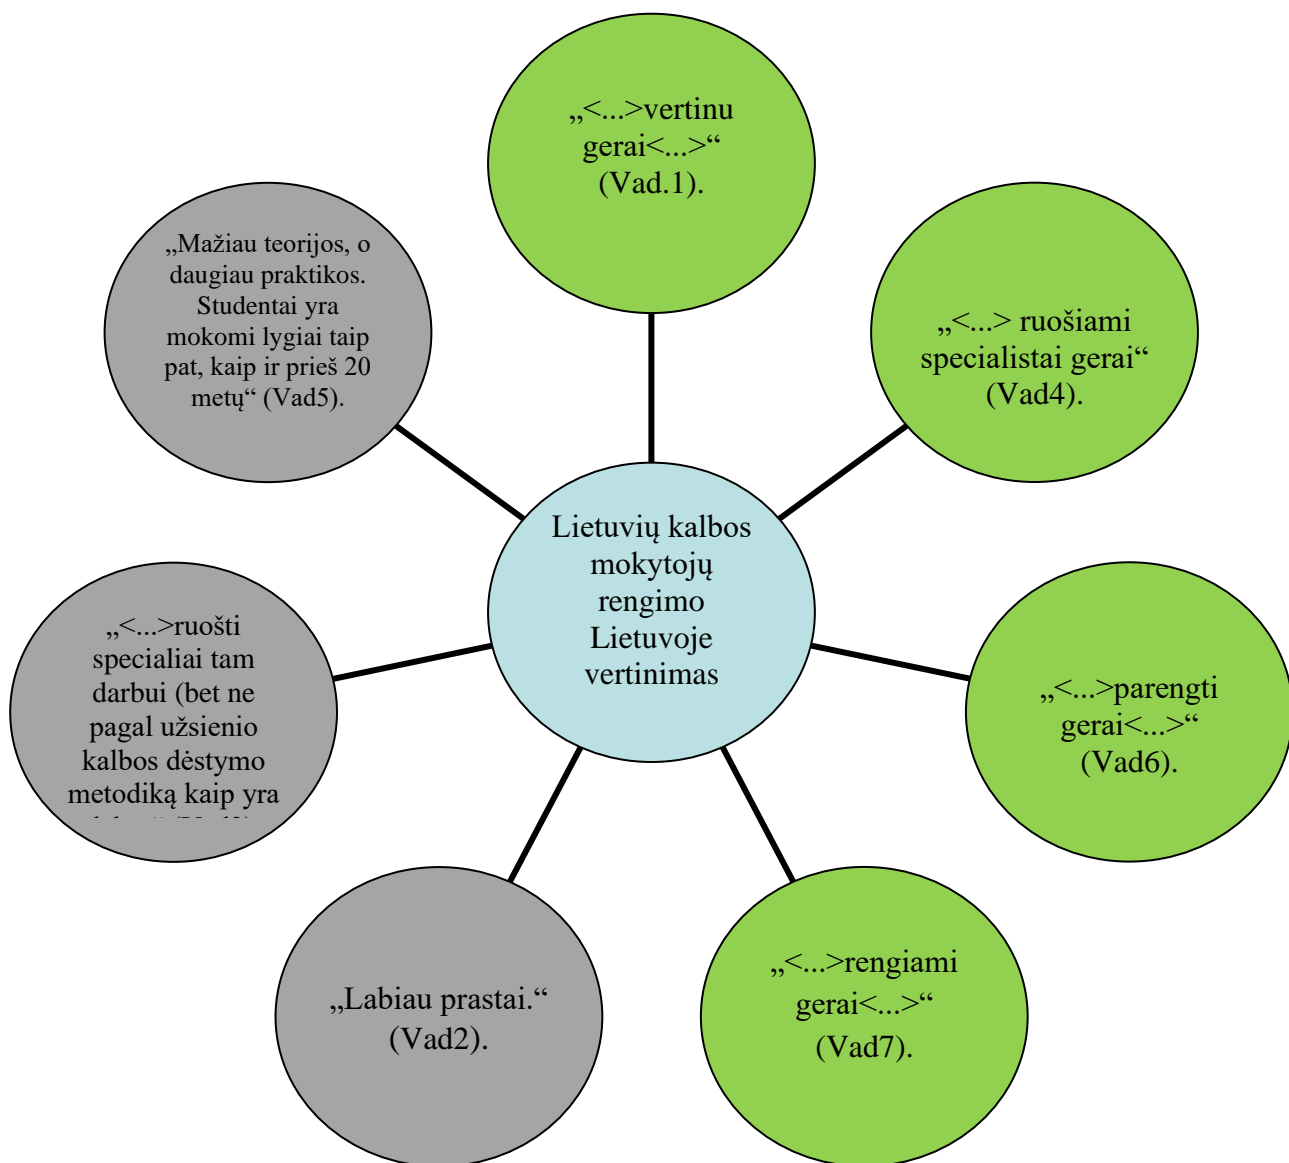 „<...>vertinu
gerai<...>“
(Vad.1).
„<...> ruošiami
specialistai gerai“
(Vad4).
„<...>parengti
gerai<...>“
(Vad6).
„<...>rengiami
gerai<...>“
(Vad7).
„Labiau prastai.“
(Vad2).
„<...>ruošti
specialiai tam
darbui (bet ne
pagal užsienio
kalbos dėstymo
metodiką kaip yra
„Mažiau teorijos, o
daugiau praktikos.
Studentai yra
mokomi lygiai taip
pat, kaip ir prieš 20
metų“ (Vad5).
Lietuvių kalbos
mokytojų
rengimo
Lietuvoje
vertinimas